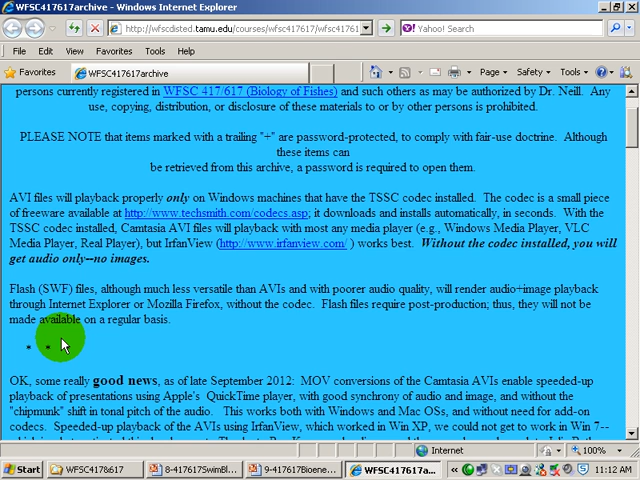 WFSC417617archive - Windows Internet Explorer
http://wfscdisted.tamu.edu/courses/wfsc417617/wfsc41761
Yahoo! Search
File Edit View Favorites Tools Help
Favorites WFSC417617archive Page Safety Tools
persons currently registered in WFSC 417/617 (Biology of Fishes) and such others as may be authorized by Dr. Neill. Any
use, copying, distribution, or disclosure of these materials to or by other persons is prohibited.
PLEASE NOTE that items marked with a trailing "+" are password-protected, to comply with fair-use doctrine. Although
these items can
be retrieved from this archive, a password is required to open them.
AVI files will playback properly only on Windows machines that have the TSSC codec installed. The codec is a small piece
of freeware available at http://www.techsmith.com/codecs.asp; it downloads and installs automatically, in seconds. With the
TSSC codec installed, Camtasia AVI files will playback with most any media player (e.g., Windows Media Player, VLC
Media Player, Real Player), but IrfanView (http://www.irfanview.com/ ) works best. Without the codec installed, you will
get audio only--no images.
Flash (SWF) files, although much less versatile than AVIs and with poorer audio quality, will render audio+image playback
through Internet Explorer or Mozilla Firefox, without the codec. Flash files require post-production; thus, they will not be
made available on a regular basis.
* *
OK, some really good news, as of late September 2012: MOV conversions of the Camtasia AVIs enable speeded-up
playback of presentations using Apple's QuickTime player, with good synchrony of audio and image, and without the
"chipmunk" shift in tonal pitch of the audio. This works both with Windows and Mac OSs, and without need for add-on
codecs. Speeded-up playback of the AVIs using IrfanView, which worked in Win XP, we could not get to work in Win 7--
Internet 100%
Start WFSC417&617 8-417617SwimBl... 9-417617Bioene... WFSC417617a... 11:12 AM